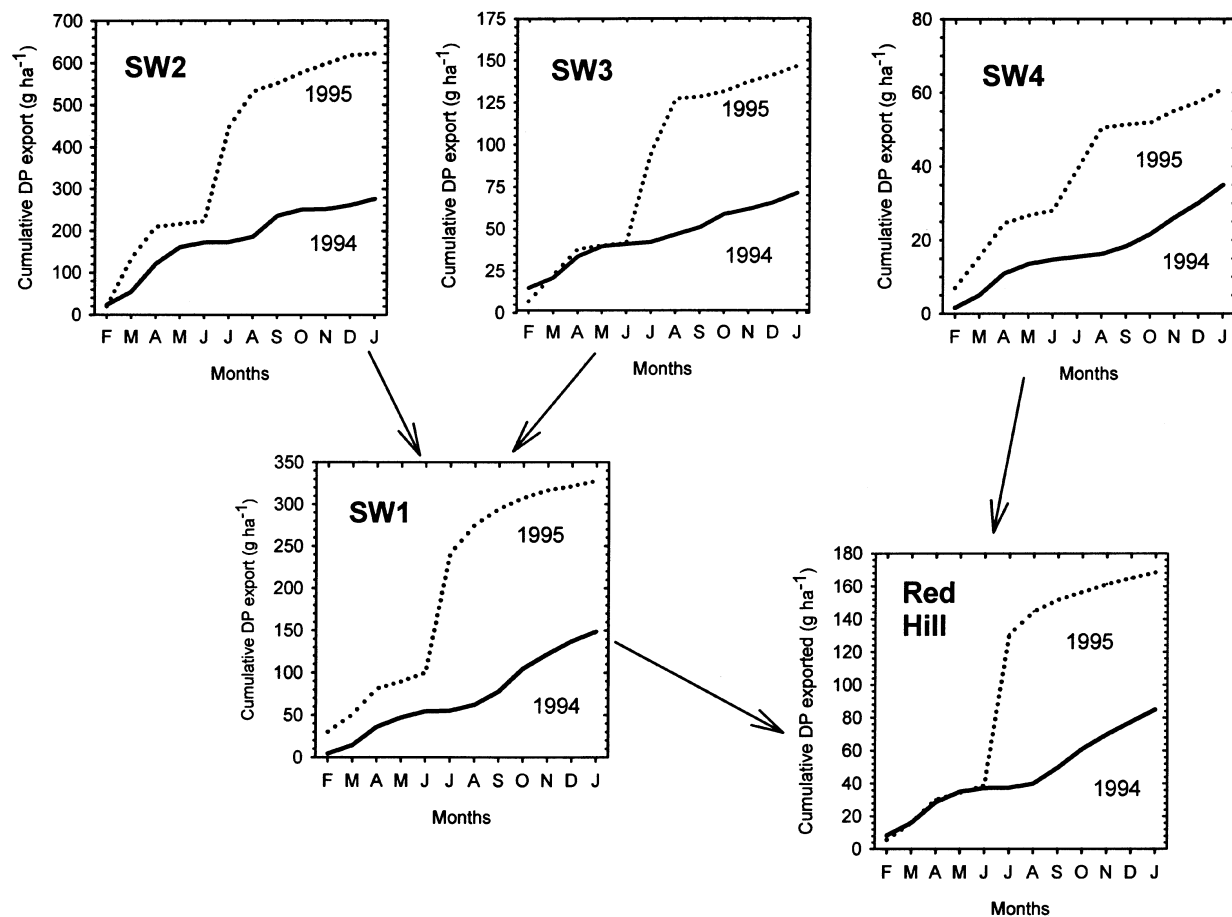 Cumulative DP export (g ha⁻¹)
700
600
500
400
300
200
100
0
SW2
1995
1994
F M A M J J A S O N D J
Months
Cumulative DP export (g ha⁻¹)
175
150
125
100
75
50
25
0
SW3
1995
1994
F M A M J J A S O N D J
Months
Cumulative DP export (g ha⁻¹)
80
60
40
20
0
SW4
1995
1994
F M A M J J A S O N D J
Months
Cumulative DP export (g ha⁻¹)
350
300
250
200
150
100
50
0
SW1
1995
1994
F M A M J J A S O N D J
Months
Cumulative DP exported (g ha⁻¹)
180
160
140
120
100
80
60
40
20
0
Red
Hill
1995
1994
F M A M J J A S O N D J
Months